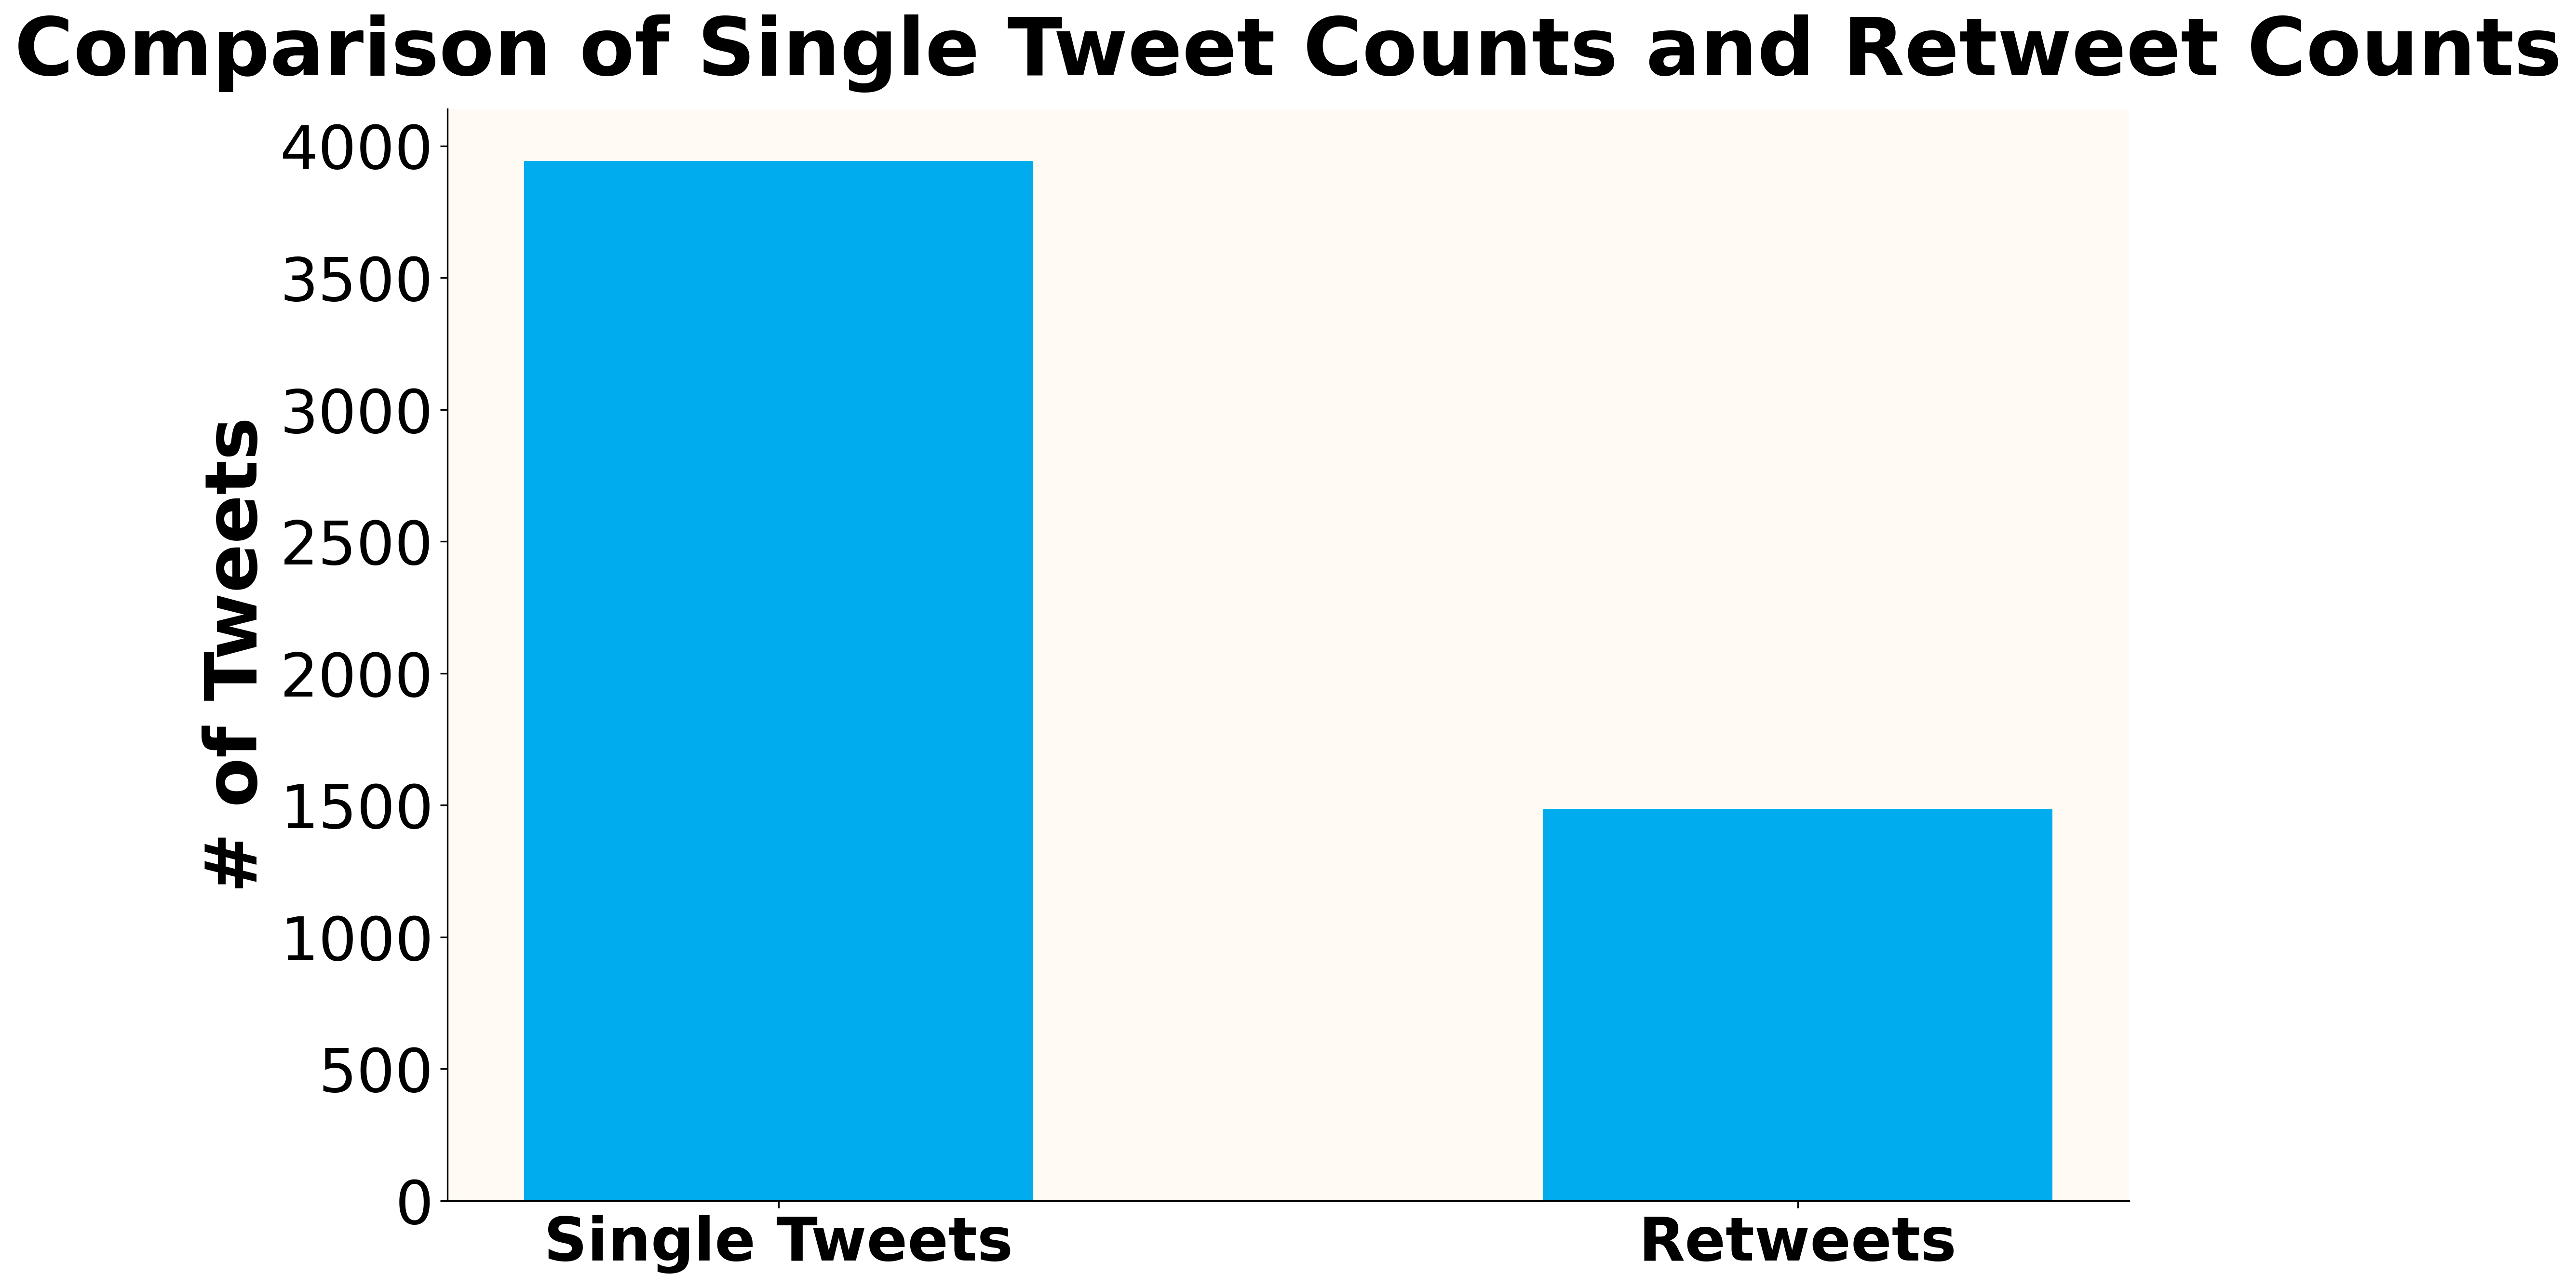 Comparison of Single Tweet Counts and Retweet Counts
# of Tweets
4000
3500
3000
2500
2000
1500
1000
500
0
Single Tweets
Retweets